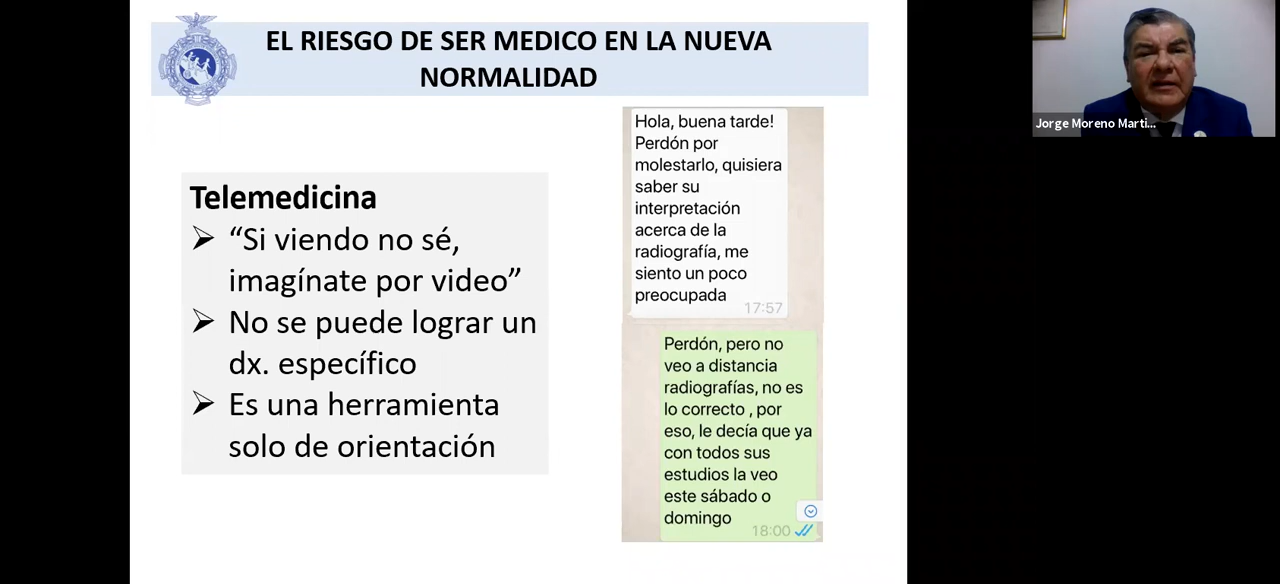 EL RIESGO DE SER MEDICO EN LA NUEVA
NORMALIDAD
Telemedicina
➢ “Si viendo no sé,
imagínate por video”
➢ No se puede lograr un
dx. específico
➢ Es una herramienta
solo de orientación
Hola, buena tarde!
Perdón por
molestarlo, quisiera
saber su
interpretación
acerca de la
radiografía, me
siento un poco
preocupada
17:57
Perdón, pero no
veo a distancia
radiografías, no es
lo correcto , por
eso, le decía que ya
con todos sus
estudios la veo
este sábado o
domingo
18:00
Jorge Moreno Marti...